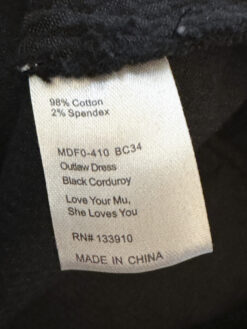 98% Cotton
2% Spendex
MDF0-410 BC34
Outlaw Dress
Black Corduroy
Love Your Mu,
She Loves You
RN# 133910
MADE IN CHINA